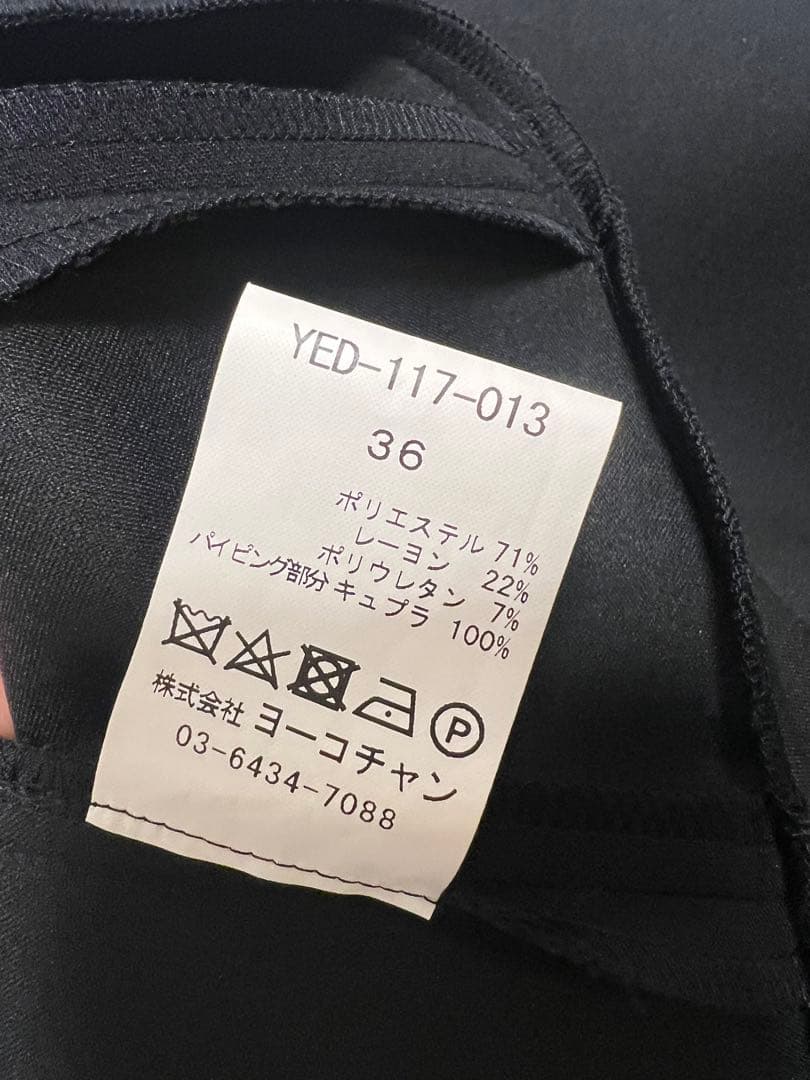 YED-117-013
36
ポリエステル 71%
レーヨン 22%
ポリウレタン 7%
パイピング部分 キュプラ 100%
P
株式会社 ヨーコチャン
03-6434-7088